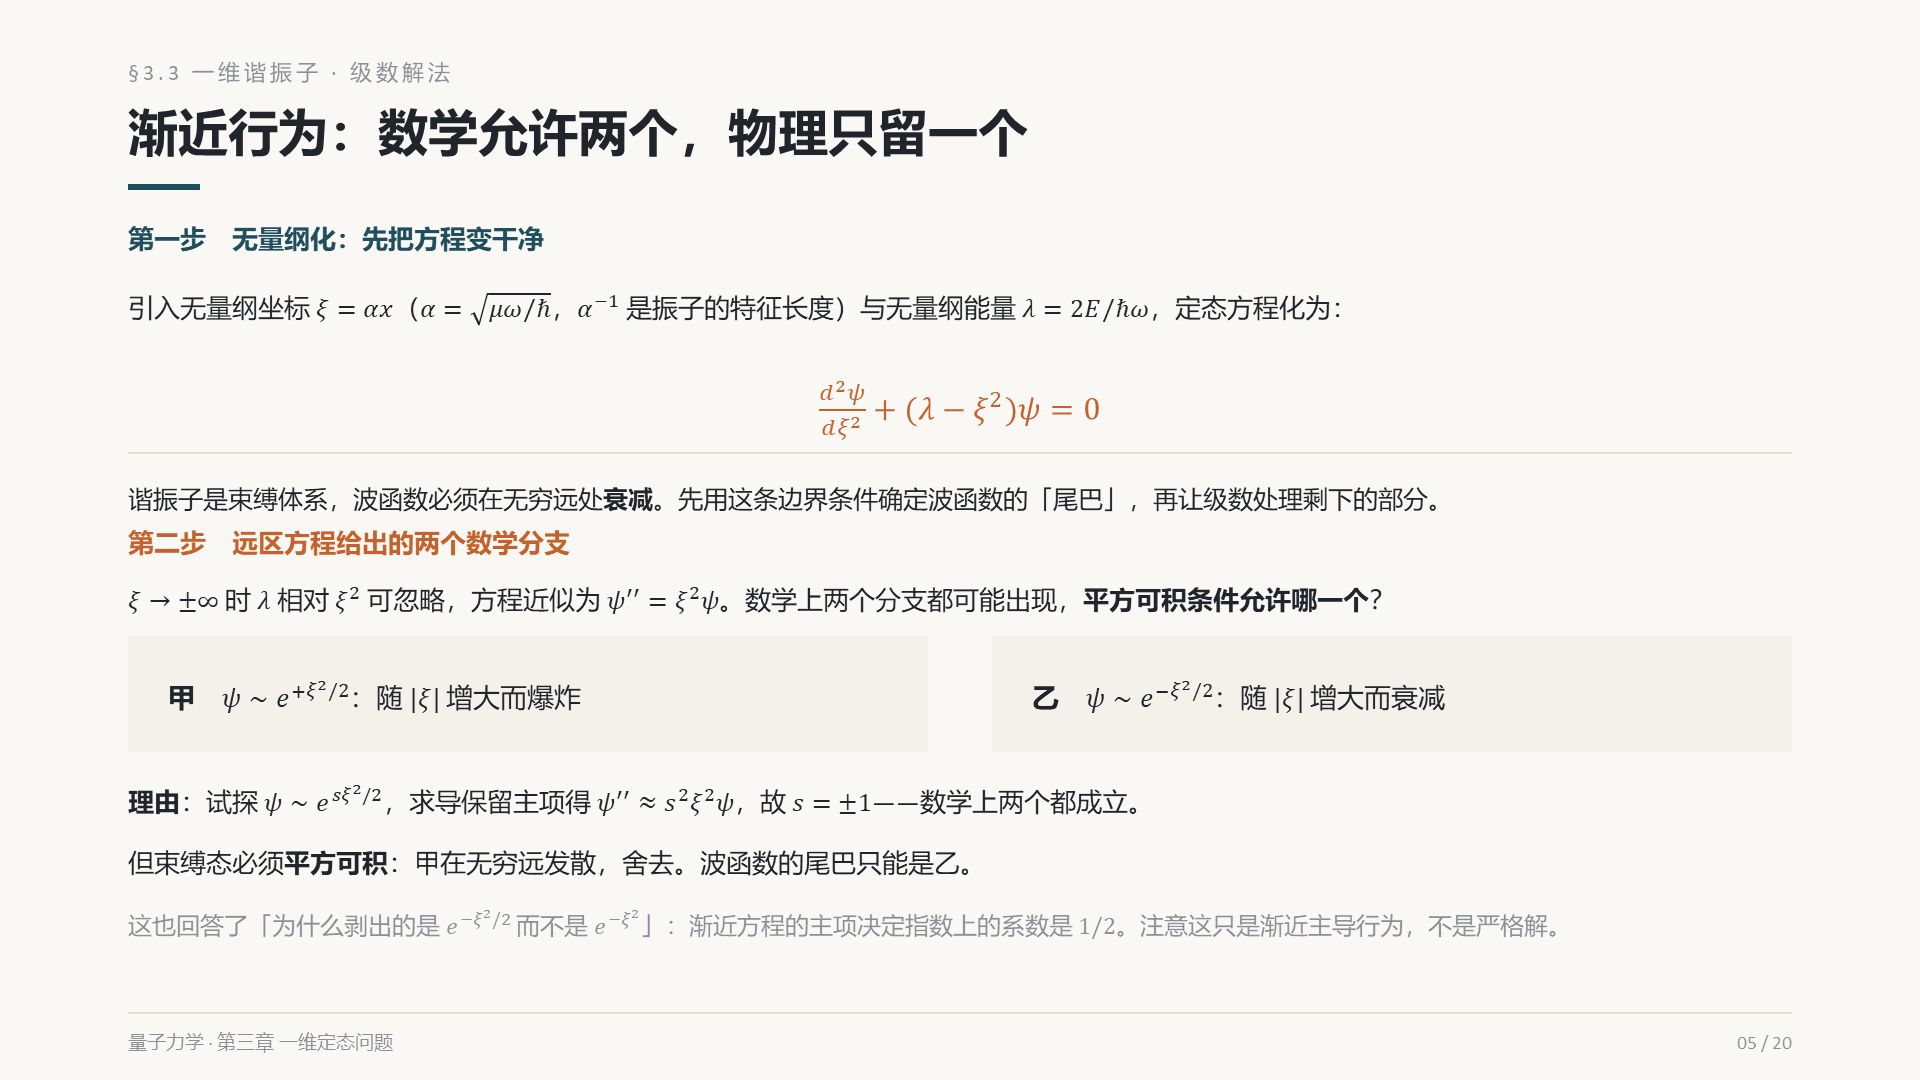 §3.3 一维谐振子 · 级数解法
渐近行为：数学允许两个，物理只留一个
第一步　无量纲化：先把方程变干净
引入无量纲坐标 ξ = αx（α = √(μω/ħ)，α⁻¹ 是振子的特征长度）与无量纲能量 λ = 2E/ħω，定态方程化为：
d²ψ/dξ² + (λ − ξ²)ψ = 0
谐振子是束缚体系，波函数必须在无穷远处衰减。先用这条边界条件确定波函数的「尾巴」，再让级数处理剩下的部分。
第二步　远区方程给出的两个数学分支
ξ → ±∞ 时 λ 相对 ξ² 可忽略，方程近似为 ψ′′ = ξ²ψ。数学上两个分支都可能出现，平方可积条件允许哪一个？
甲　ψ ~ e^{+ξ²/2}：随 |ξ| 增大而爆炸
乙　ψ ~ e^{−ξ²/2}：随 |ξ| 增大而衰减
理由：试探 ψ ~ e^{sξ²/2}，求导保留主项得 ψ′′ ≈ s²ξ²ψ，故 s = ±1——数学上两个都成立。
但束缚态必须平方可积：甲在无穷远发散，舍去。波函数的尾巴只能是乙。
这也回答了「为什么剥出的是 e^{−ξ²/2} 而不是 e^{−ξ²}」：渐近方程的主项决定指数上的系数是 1/2。注意这只是渐近主导行为，不是严格解。
量子力学 · 第三章 一维定态问题
05 / 20